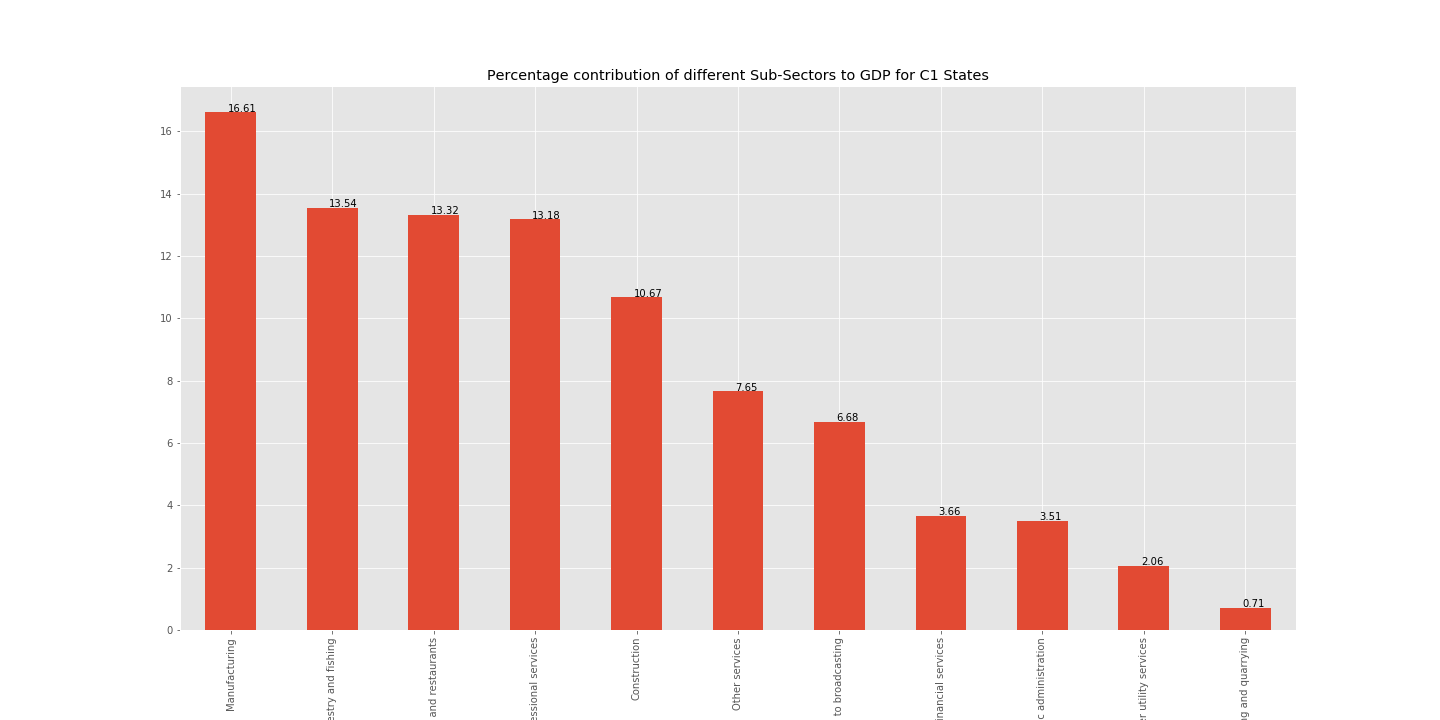 Percentage contribution of different Sub-Sectors to GDP for C1 States
16.61
13.54
13.32
13.18
10.67
7.65
6.68
3.66
3.51
2.06
0.71
16
14
12
10
8
6
4
2
0
Manufacturing
and fishing
and restaurants
services
Construction
Other services
to broadcasting
services
administration
utility services
and quarrying